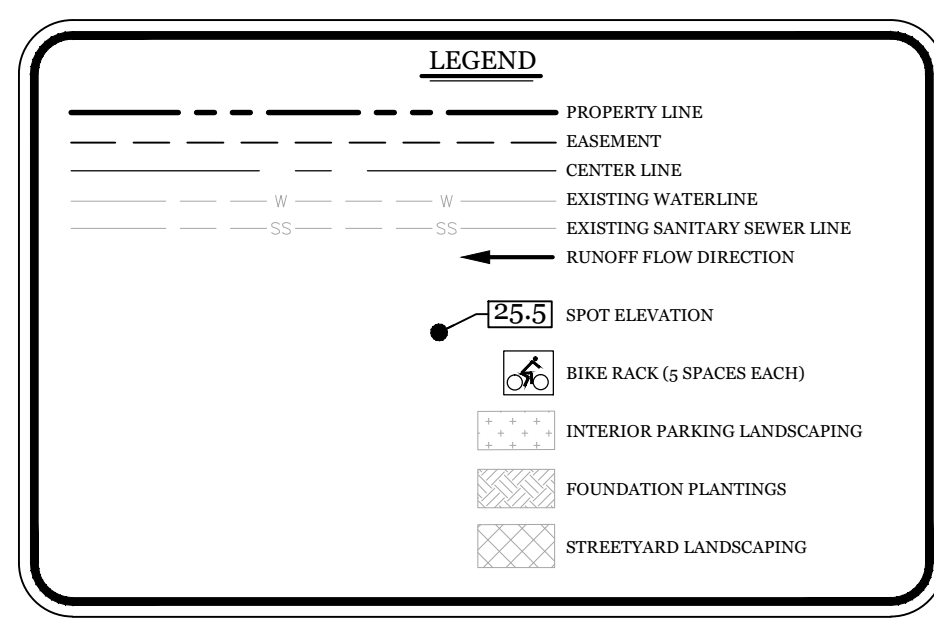 LEGEND
PROPERTY LINE
EASEMENT
CENTER LINE
W W EXISTING WATERLINE
SS SS EXISTING SANITARY SEWER LINE
RUNOFF FLOW DIRECTION
25.5 SPOT ELEVATION
BIKE RACK (5 SPACES EACH)
INTERIOR PARKING LANDSCAPING
FOUNDATION PLANTINGS
STREETYARD LANDSCAPING